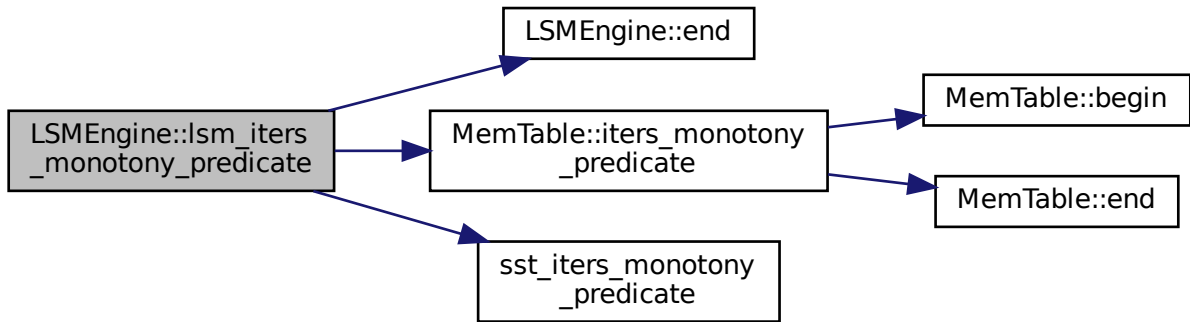 LSMEngine::lsm_iters
_monotony_predicate
LSMEngine::end
MemTable::iters_monotony
_predicate
sst_iters_monotony
_predicate
MemTable::begin
MemTable::end